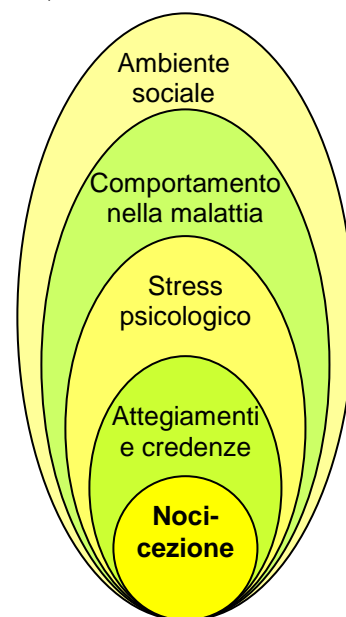 Ambiente
sociale
Comportamento
nella malattia
Stress
psicologico
Attegiamenti
e credenze
Noci-
cezione